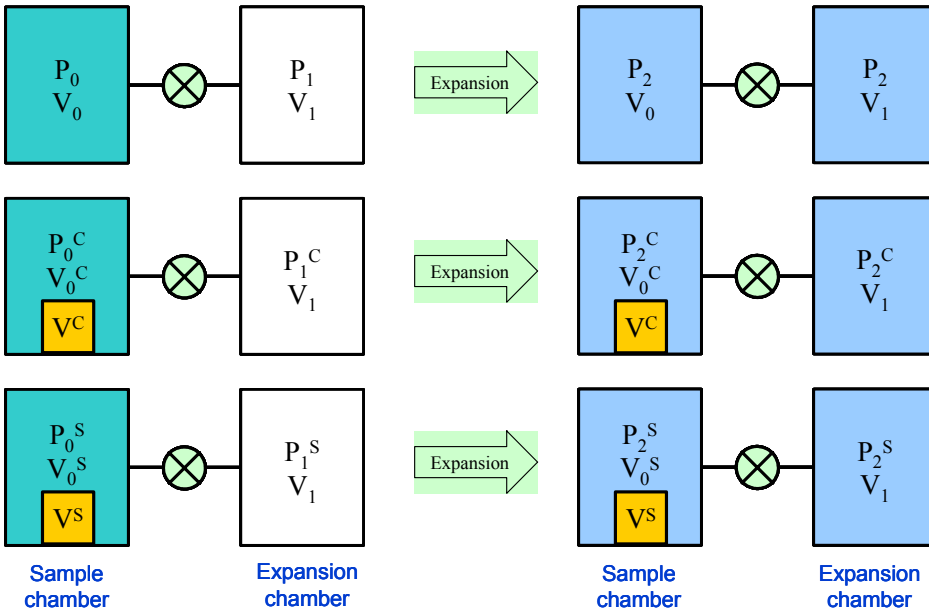 P₀ P₁ Expansion P₂ P₂
V₀ V₁ V₀ V₁
P₀ᶜ P₁ᶜ Expansion P₂ᶜ P₂ᶜ
V₀ᶜ V₁ V₀ᶜ V₁
Vᶜ Vᶜ
P₀ˢ P₁ˢ Expansion P₂ˢ P₂ˢ
V₀ˢ V₁ V₀ˢ V₁
Vˢ Vˢ
Sample Expansion Sample Expansion
chamber chamber chamber chamber